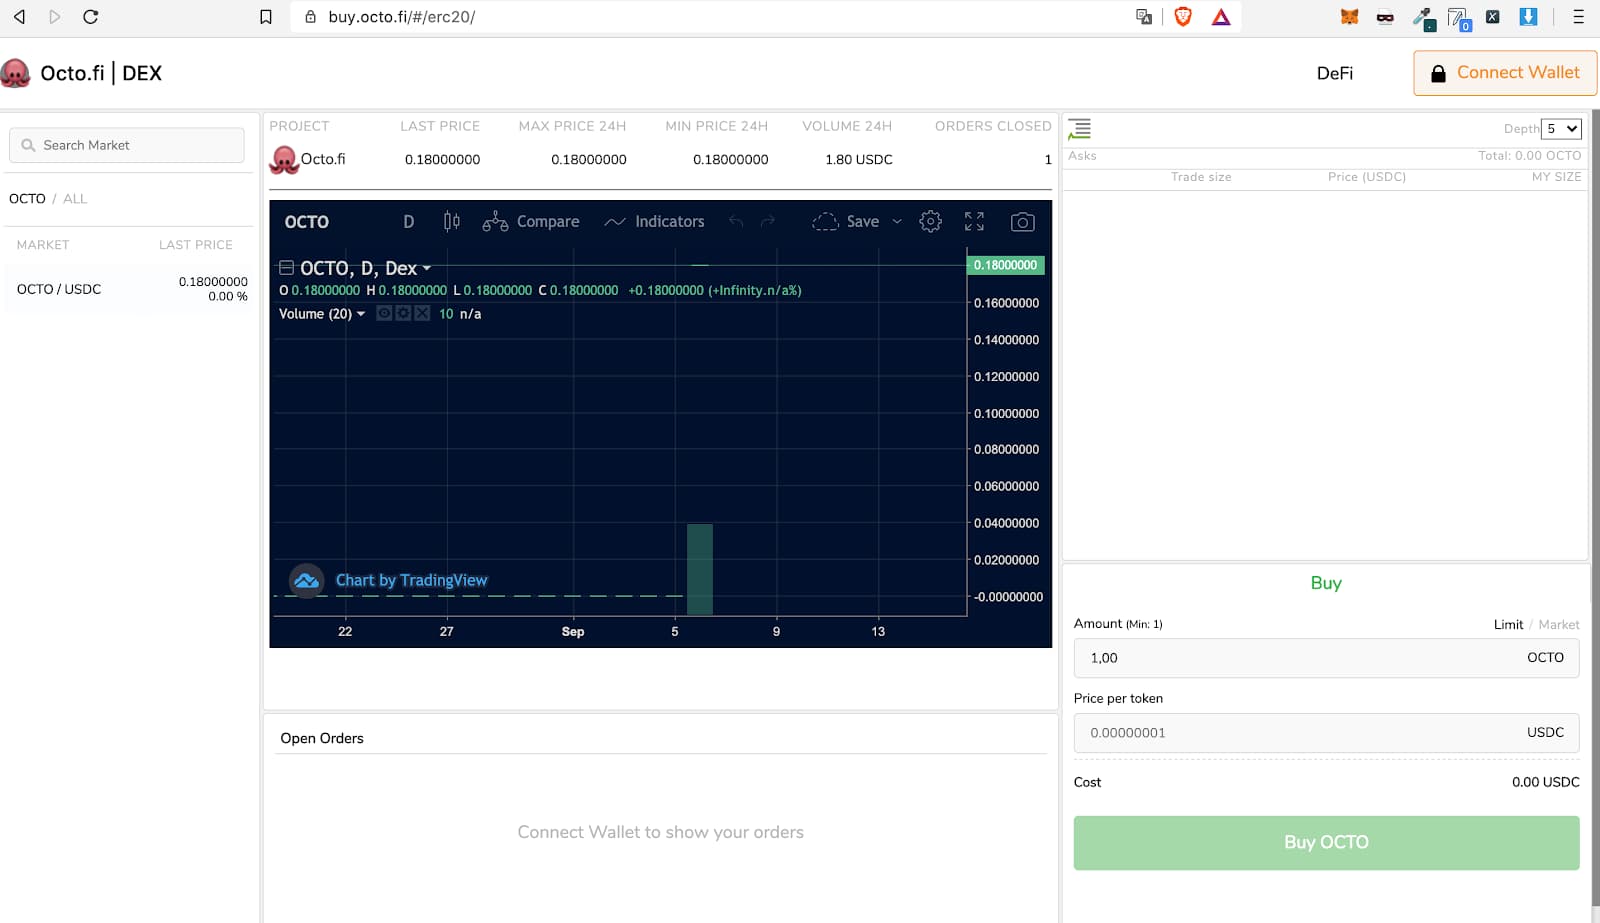 buy.octo.fi/#/erc20/
0
Octo.fi | DEX
DeFi
Connect Wallet
Search Market
OCTO / ALL
MARKET LAST PRICE
OCTO / USDC 0.18000000
0.00 %
PROJECT LAST PRICE MAX PRICE 24H MIN PRICE 24H VOLUME 24H ORDERS CLOSED
Octo.fi 0.18000000 0.18000000 0.18000000 1.80 USDC 1
OCTO D Compare Indicators Save
OCTO, D, Dex
O 0.18000000 H 0.18000000 L 0.18000000 C 0.18000000 +0.18000000 (+Infinity.n/a%)
Volume (20) 10 n/a
0.18000000
0.16000000
0.14000000
0.12000000
0.10000000
0.08000000
0.06000000
0.04000000
0.02000000
-0.00000000
Chart by TradingView
22 27 Sep 5 9 13
Open Orders
Connect Wallet to show your orders
Depth 5
Asks Total: 0.00 OCTO
Trade size Price (USDC) MY SIZE
Buy
Amount (Min: 1) Limit / Market
1,00 OCTO
Price per token
0.00000001 USDC
Cost 0.00 USDC
Buy OCTO